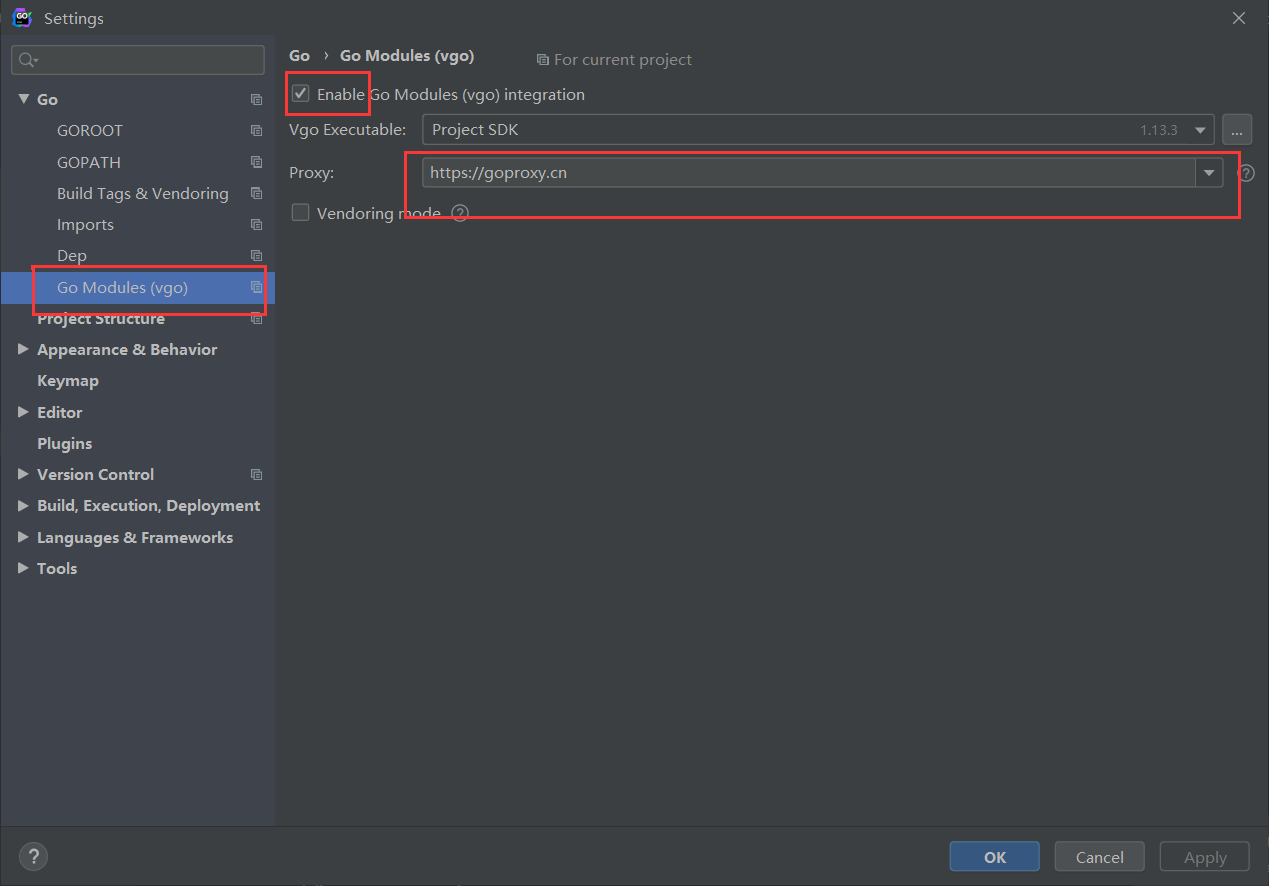 Settings
Go › Go Modules (vgo) For current project
Go
GOROOT
GOPATH
Build Tags & Vendoring
Imports
Dep
Go Modules (vgo)
Project Structure
Appearance & Behavior
Keymap
Editor
Plugins
Version Control
Build, Execution, Deployment
Languages & Frameworks
Tools
Enable Go Modules (vgo) integration
Vgo Executable: Project SDK 1.13.3 ...
Proxy: https://goproxy.cn ?
Vendoring mode ?
? OK Cancel Apply